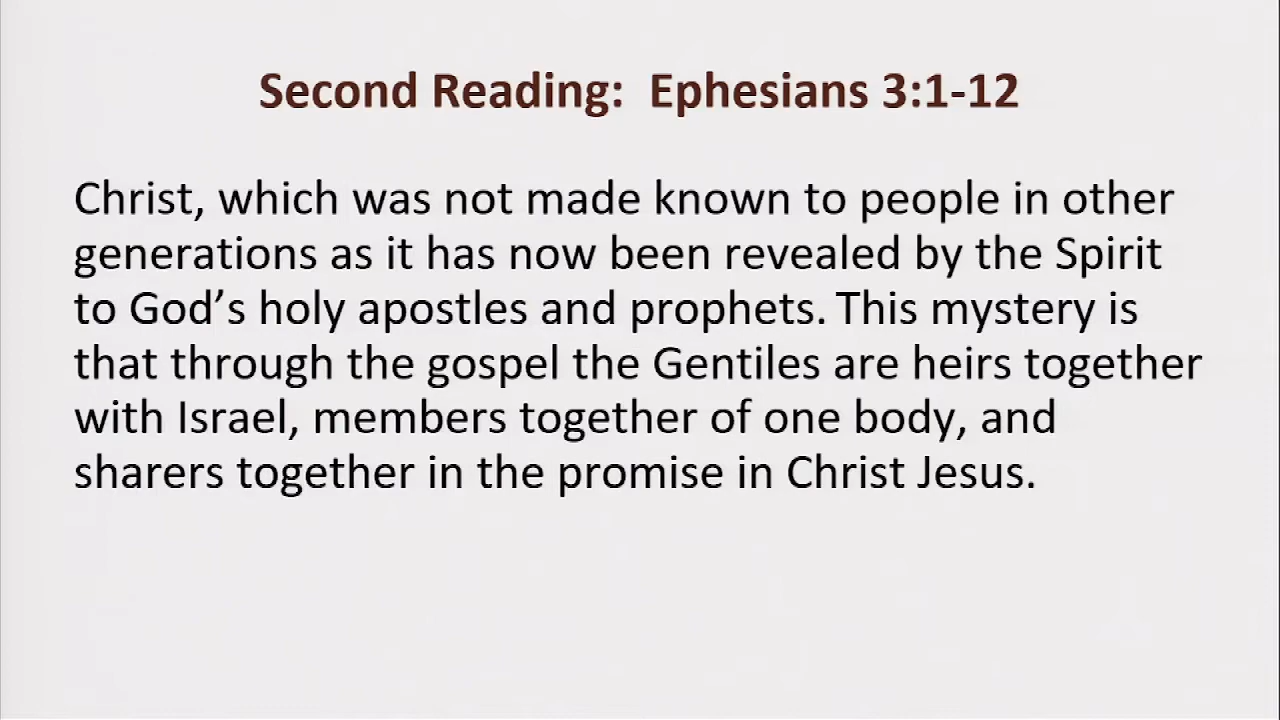 Second Reading:  Ephesians 3:1-12
Christ, which was not made known to people in other
generations as it has now been revealed by the Spirit
to God’s holy apostles and prophets. This mystery is
that through the gospel the Gentiles are heirs together
with Israel, members together of one body, and
sharers together in the promise in Christ Jesus.